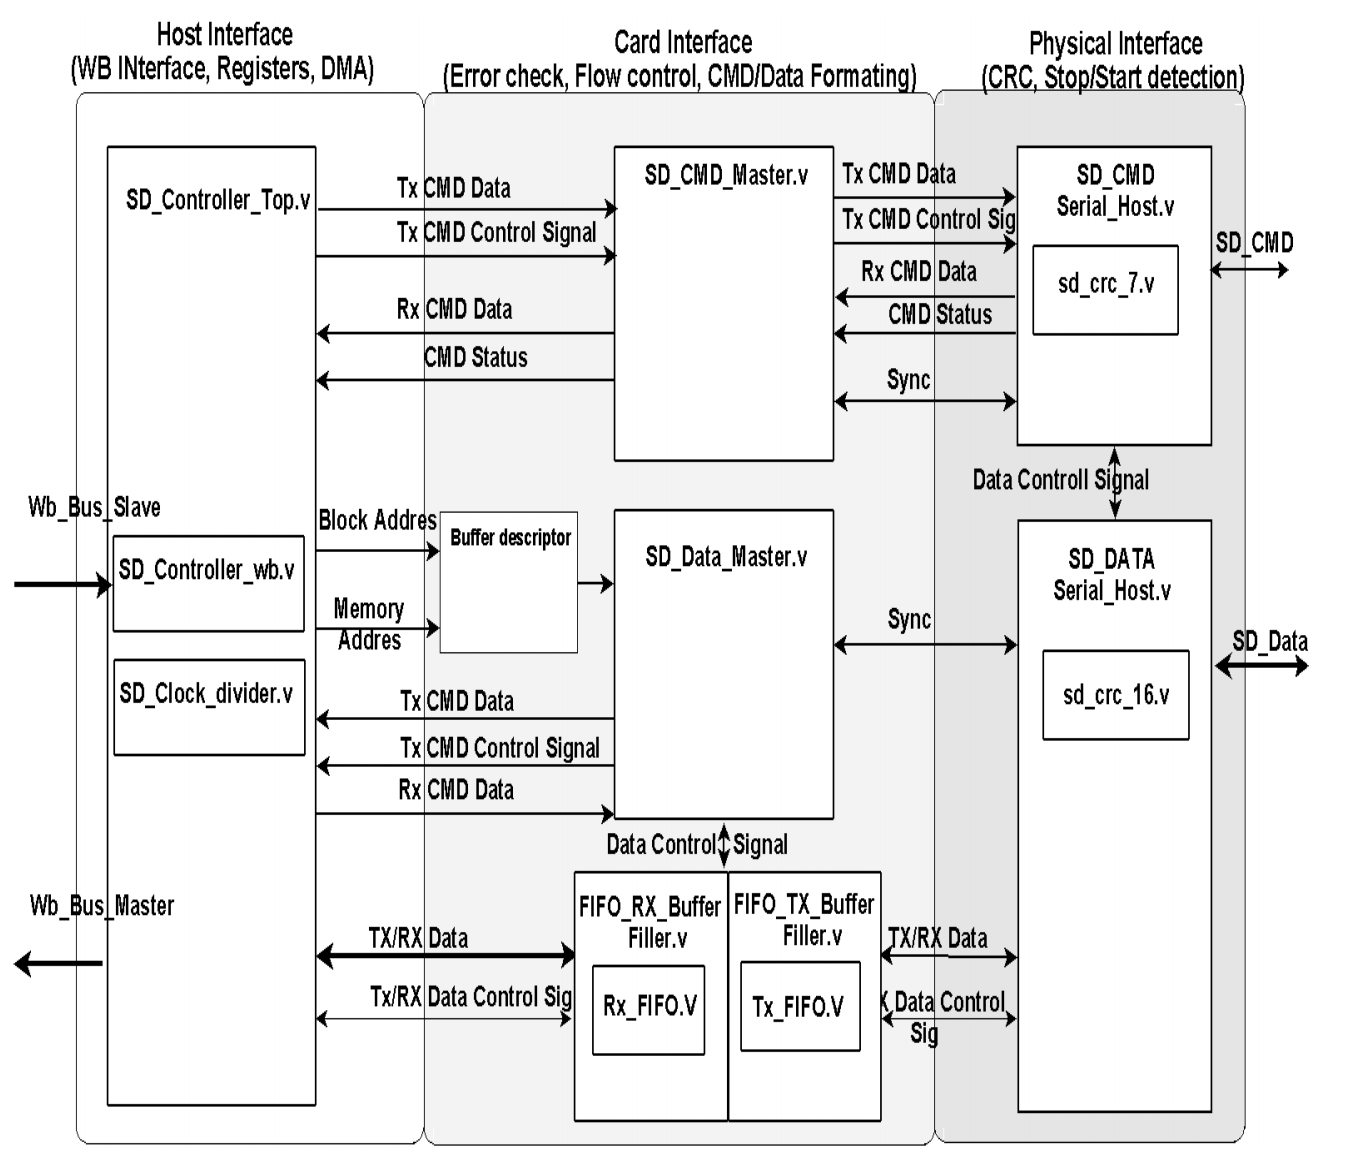 Host Interface
(WB INterface, Registers, DMA)
Card Interface
(Error check, Flow control, CMD/Data Formating)
Physical Interface
(CRC, Stop/Start detection)
SD_Controller_Top.v
Tx CMD Data
Tx CMD Control Signal
Rx CMD Data
CMD Status
SD_CMD_Master.v
Tx CMD Data
Tx CMD Control Sig
Rx CMD Data
CMD Status
Sync
SD_CMD
Serial_Host.v
sd_crc_7.v
SD_CMD
Data Controll Signal
Wb_Bus_Slave
SD_Controller_wb.v
SD_Clock_divider.v
Block Addres
Memory
Addres
Buffer descriptor
SD_Data_Master.v
Sync
SD_DATA
Serial_Host.v
sd_crc_16.v
SD_Data
Tx CMD Data
Tx CMD Control Signal
Rx CMD Data
Data Control Signal
Wb_Bus_Master
TX/RX Data
Tx/RX Data Control Sig
FIFO_RX_Buffer
Filler.v
Rx_FIFO.V
FIFO_TX_Buffer
Filler.v
Tx_FIFO.V
TX/RX Data
Data Control
Sig